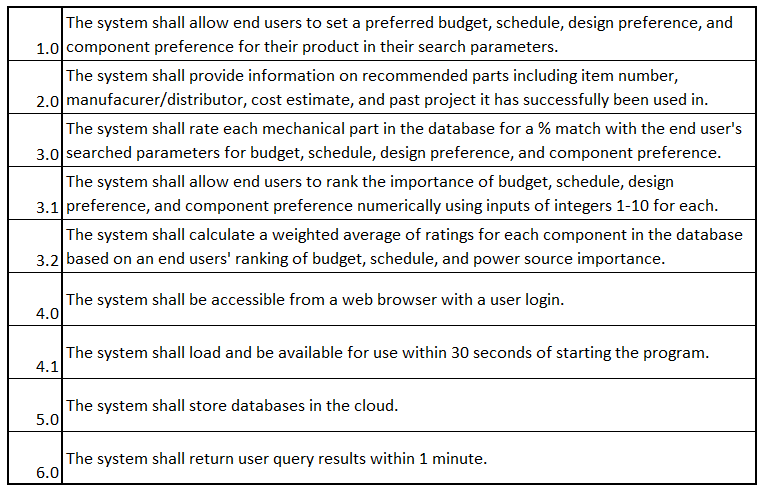 The system shall allow end users to set a preferred budget, schedule, design preference, and
1.0 component preference for their product in their search parameters.
The system shall provide information on recommended parts including item number,
2.0 manufacurer/distributor, cost estimate, and past project it has successfully been used in.
The system shall rate each mechanical part in the database for a % match with the end user's
3.0 searched parameters for budget, schedule, design preference, and component preference.
The system shall allow end users to rank the importance of budget, schedule, design
3.1 preference, and component preference numerically using inputs of integers 1-10 for each.
The system shall calculate a weighted average of ratings for each component in the database
3.2 based on an end users' ranking of budget, schedule, and power source importance.
The system shall be accessible from a web browser with a user login.
4.0
The system shall load and be available for use within 30 seconds of starting the program.
4.1
The system shall store databases in the cloud.
5.0
The system shall return user query results within 1 minute.
6.0